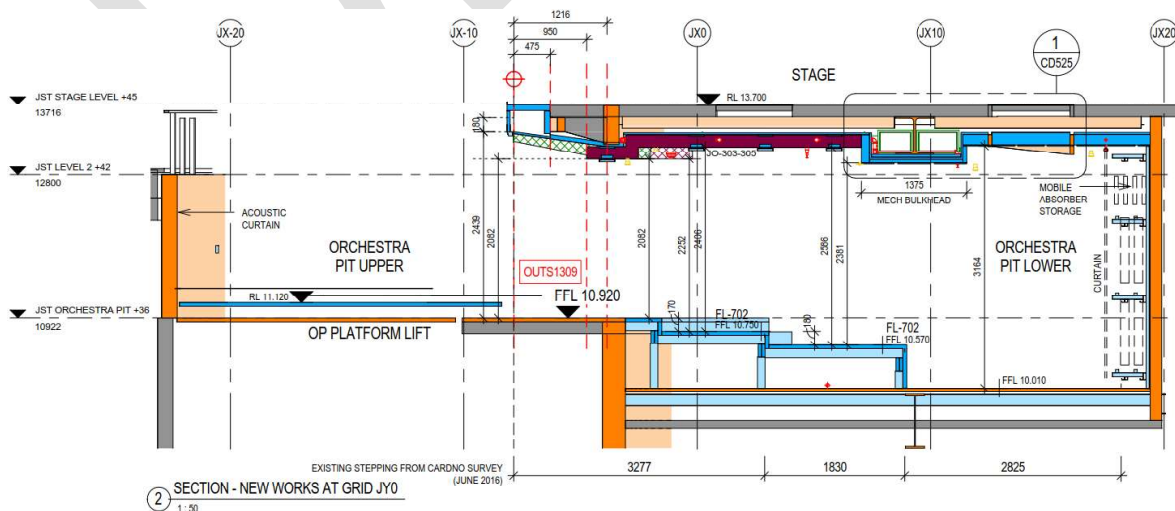 1216
950
475
JX-20
JX-10
JX0
JX10
JX20
1
CD525
STAGE
JST STAGE LEVEL +45
13716
RL 13.700
180
JO-303-305
JST LEVEL 2 +42
12800
1375
MECH BULKHEAD
MOBILE
ABSORBER
STORAGE
ACOUSTIC
CURTAIN
2439
2082
2082
2252
2406
2566
2381
3164
ORCHESTRA
PIT UPPER
ORCHESTRA
PIT LOWER
CURTAIN
OUTS1309
RL 11.120
FFL 10.920
JST ORCHESTRA PIT +36
10922
OP PLATFORM LIFT
170
FL-702
FFL 10.750
180
FL-702
FFL 10.570
FFL 10.010
EXISTING STEPPING FROM CARDNO SURVEY
(JUNE 2016)
3277
1830
2825
2
SECTION - NEW WORKS AT GRID JY0
1 : 50